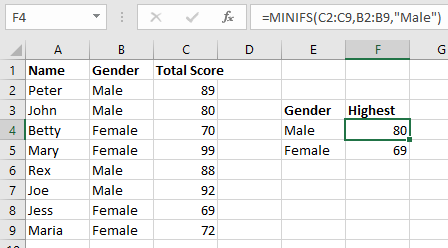 F4 fx =MINIFS(C2:C9,B2:B9,"Male")
A B C D E F G
1 Name Gender Total Score
2 Peter Male 89
3 John Male 80 Gender Highest
4 Betty Female 70 Male 80
5 Mary Female 99 Female 69
6 Rex Male 88
7 Joe Male 92
8 Jess Female 69
9 Maria Female 72